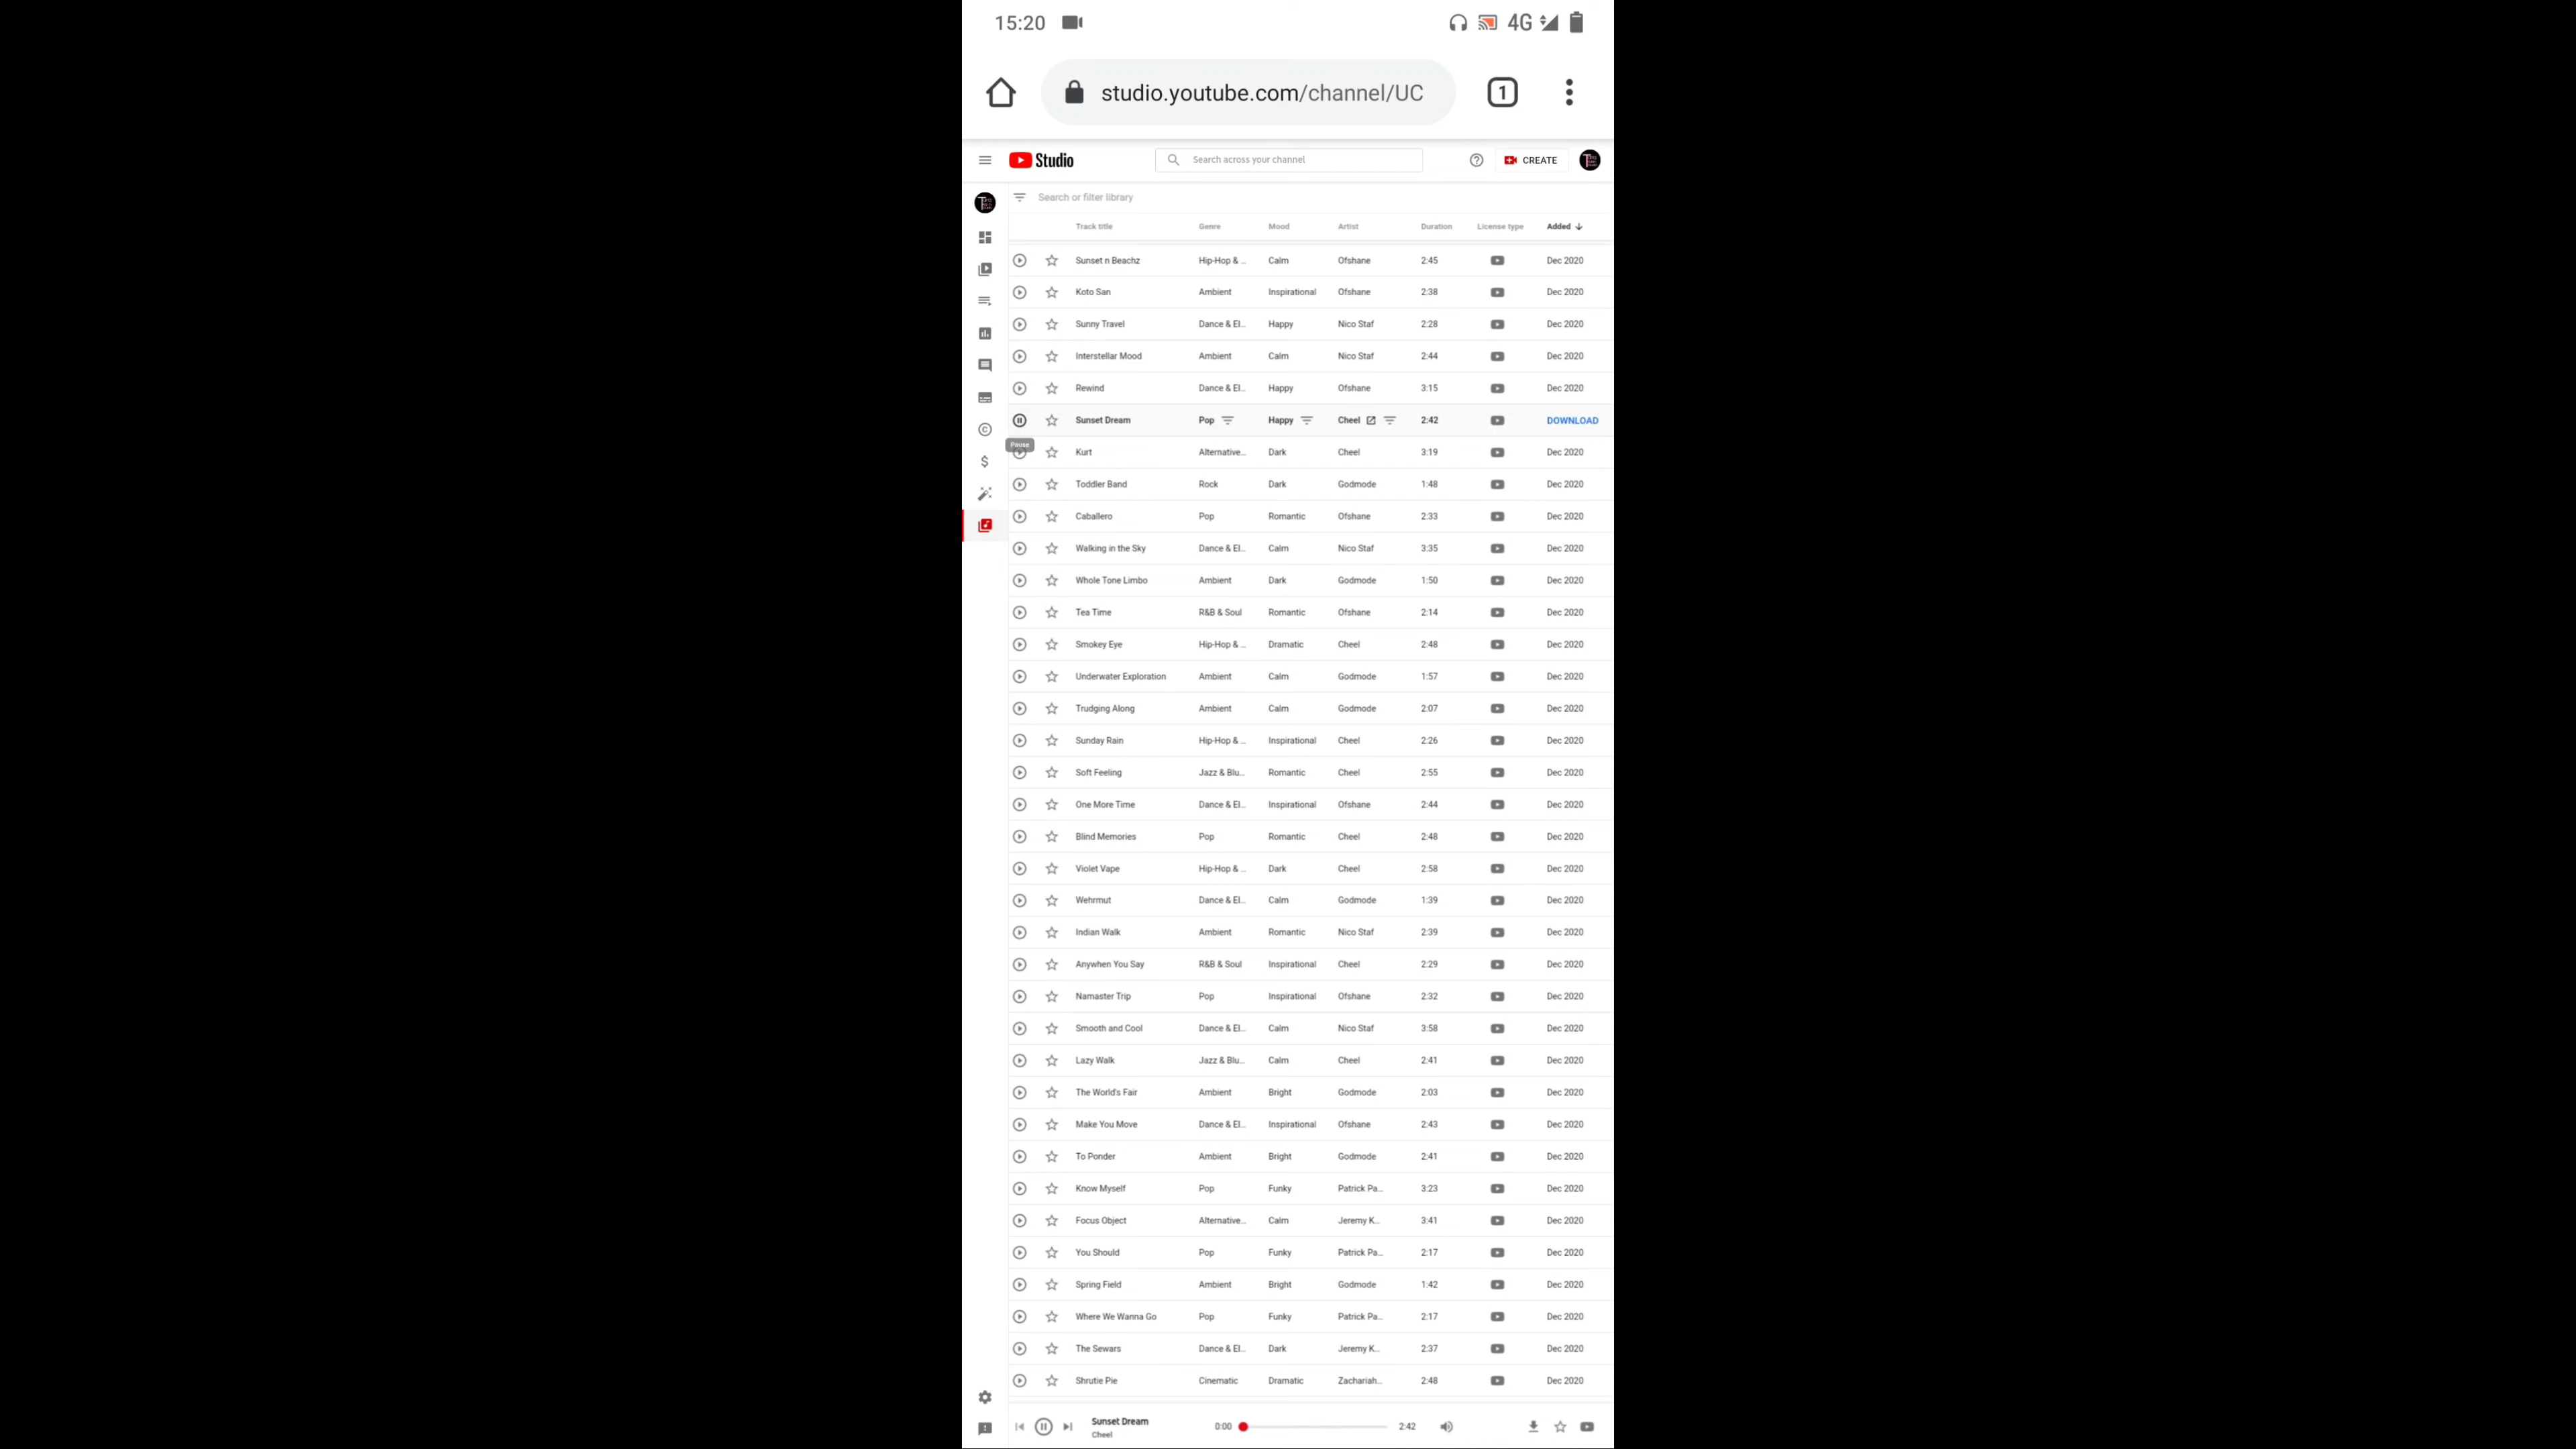 15:20 4G
studio.youtube.com/channel/UC 1
Studio Search across your channel CREATE
Search or filter library
Track title Genre Mood Artist Duration License type Added
Sunset n Beachz Hip-Hop & ... Calm Ofshane 2:45 Dec 2020
Koto San Ambient Inspirational Ofshane 2:38 Dec 2020
Sunny Travel Dance & El... Happy Nico Staf 2:28 Dec 2020
Interstellar Mood Ambient Calm Nico Staf 2:44 Dec 2020
Rewind Dance & El... Happy Ofshane 3:15 Dec 2020
Sunset Dream Pop Happy Cheel 2:42 DOWNLOAD
Pause
Kurt Alternative... Dark Cheel 3:19 Dec 2020
Toddler Band Rock Dark Godmode 1:48 Dec 2020
Caballero Pop Romantic Ofshane 2:33 Dec 2020
Walking in the Sky Dance & El... Calm Nico Staf 3:35 Dec 2020
Whole Tone Limbo Ambient Dark Godmode 1:50 Dec 2020
Tea Time R&B & Soul Romantic Ofshane 2:14 Dec 2020
Smokey Eye Hip-Hop & ... Dramatic Cheel 2:48 Dec 2020
Underwater Exploration Ambient Calm Godmode 1:57 Dec 2020
Trudging Along Ambient Calm Godmode 2:07 Dec 2020
Sunday Rain Hip-Hop & ... Inspirational Cheel 2:26 Dec 2020
Soft Feeling Jazz & Blu... Romantic Cheel 2:55 Dec 2020
One More Time Dance & El... Inspirational Ofshane 2:44 Dec 2020
Blind Memories Pop Romantic Cheel 2:48 Dec 2020
Violet Vape Hip-Hop & ... Dark Cheel 2:58 Dec 2020
Wehrmut Dance & El... Calm Godmode 1:39 Dec 2020
Indian Walk Ambient Romantic Nico Staf 2:39 Dec 2020
Anywhen You Say R&B & Soul Inspirational Cheel 2:29 Dec 2020
Namaster Trip Pop Inspirational Ofshane 2:32 Dec 2020
Smooth and Cool Dance & El... Calm Nico Staf 3:58 Dec 2020
Lazy Walk Jazz & Blu... Calm Cheel 2:41 Dec 2020
The World's Fair Ambient Bright Godmode 2:03 Dec 2020
Make You Move Dance & El... Inspirational Ofshane 2:43 Dec 2020
To Ponder Ambient Bright Godmode 2:41 Dec 2020
Know Myself Pop Funky Patrick Pa... 3:23 Dec 2020
Focus Object Alternative... Calm Jeremy K... 3:41 Dec 2020
You Should Pop Funky Patrick Pa... 2:17 Dec 2020
Spring Field Ambient Bright Godmode 1:42 Dec 2020
Where We Wanna Go Pop Funky Patrick Pa... 2:17 Dec 2020
The Sewars Dance & El... Dark Jeremy K... 2:37 Dec 2020
Shrutie Pie Cinematic Dramatic Zachariah... 2:48 Dec 2020
Sunset Dream 0:00 2:42
Cheel